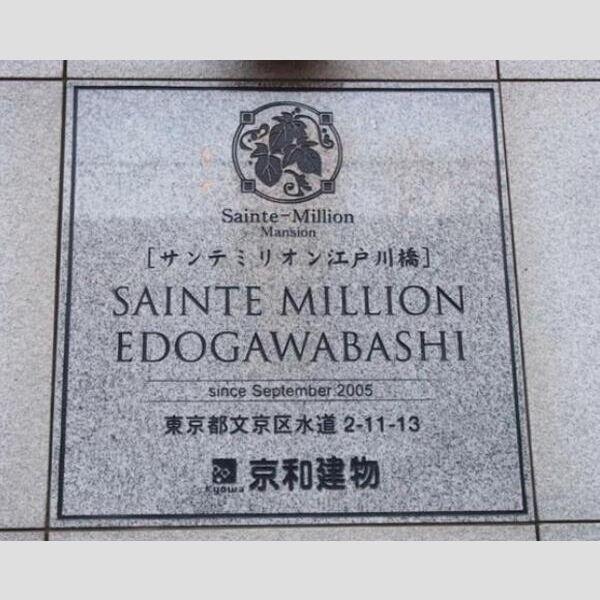 Sainte-Million
Mansion
[サンテミリオン江戸川橋]
SAINTE MILLION
EDOGAWABASHI
since September 2005
東京都文京区水道 2-11-13
Kyowa 京和建物